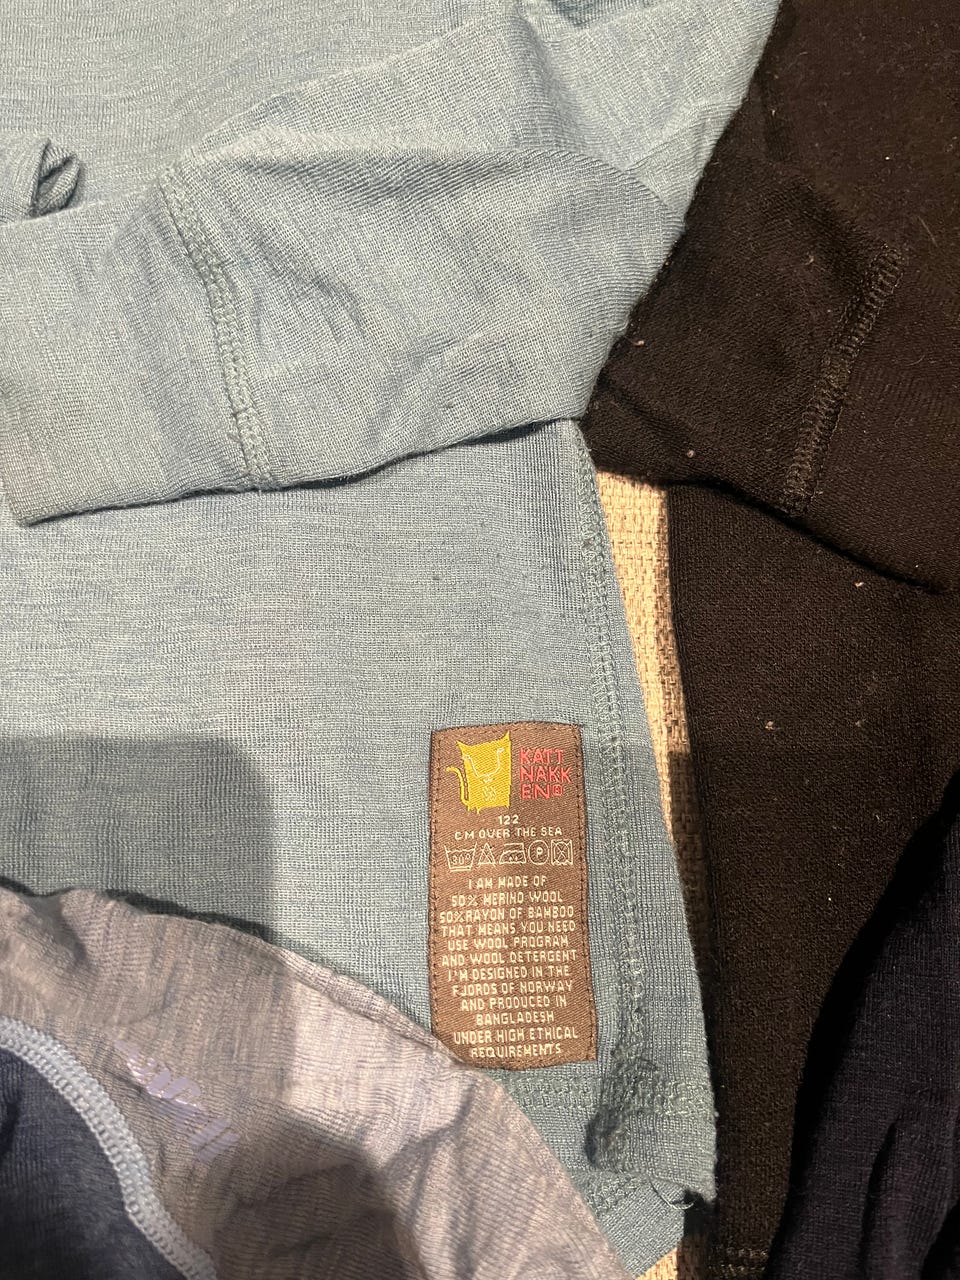 KATT
NAKK
EN
122
CM OVER THE SEA
30°
P
I AM MADE OF
50% MERINO WOOL
50%RAYON OF BAMBOO
THAT MEANS YOU NEED
USE WOOL PROGRAM
AND WOOL DETERGENT
I'M DESIGNED IN THE
FJORDS OF NORWAY
AND PRODUCED IN
BANGLADESH
UNDER HIGH ETHICAL
REQUIREMENTS